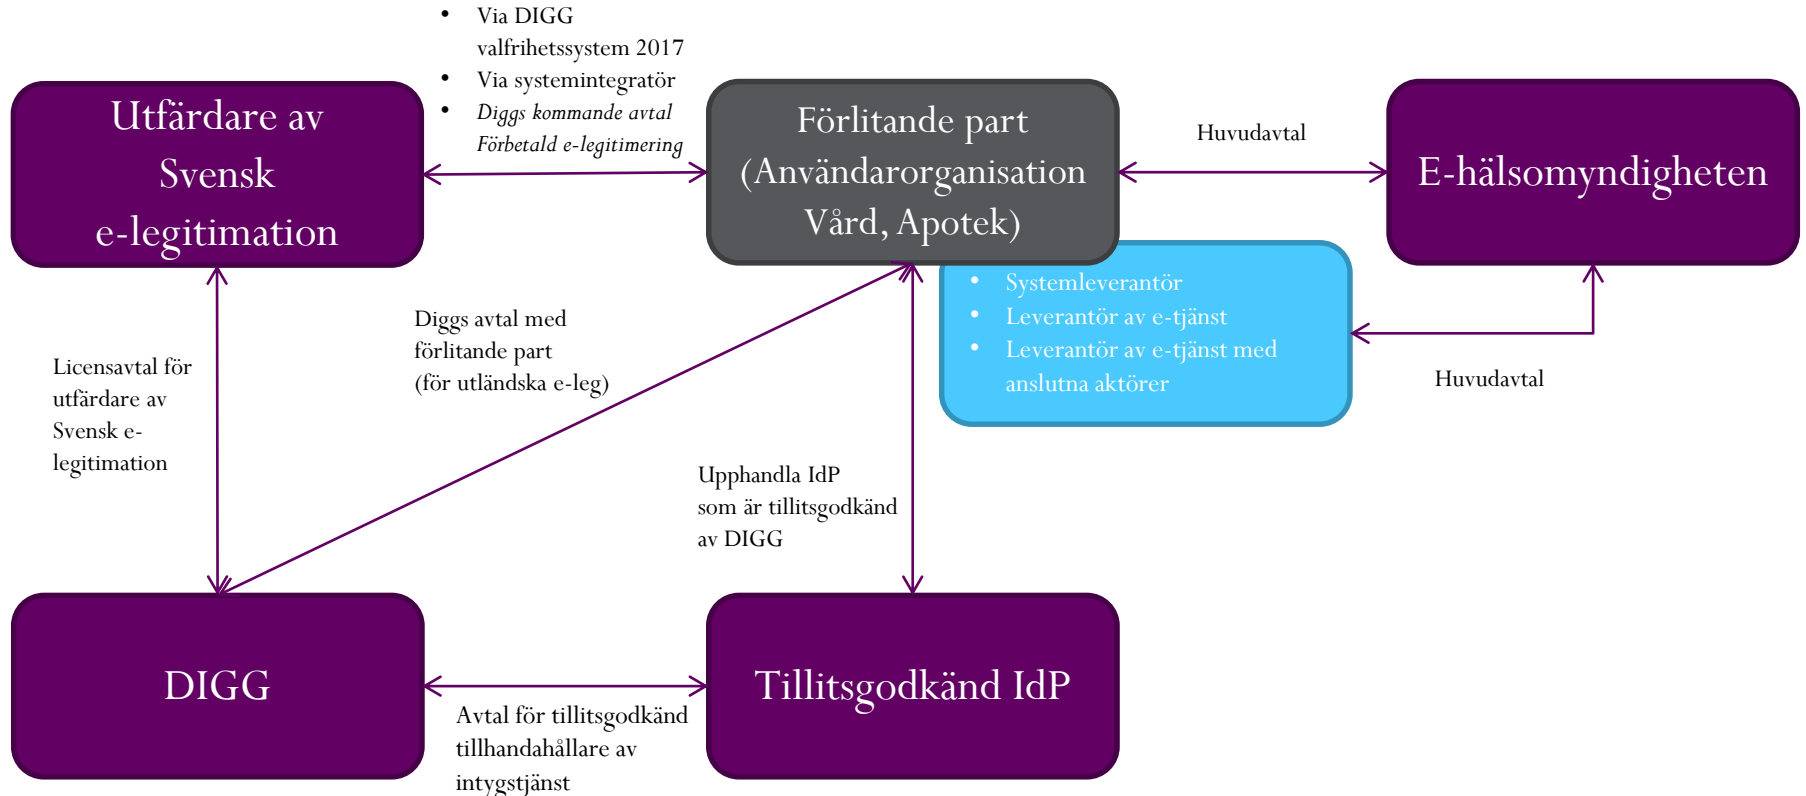 • Via DIGG
valfrihetssystem 2017
• Via systemintegratör
• Diggs kommande avtal
Förbetald e-legitimering
Utfärdare av
Svensk
e-legitimation
Förlitande part
(Användarorganisation
Vård, Apotek)
Huvudavtal
E-hälsomyndigheten
• Systemleverantör
• Leverantör av e-tjänst
• Leverantör av e-tjänst med
anslutna aktörer
Huvudavtal
Diggs avtal med
förlitande part
(för utländska e-leg)
Licensavtal för
utfärdare av
Svensk e-
legitimation
Upphandla IdP
som är tillitsgodkänd
av DIGG
DIGG
Avtal för tillitsgodkänd
tillhandahållare av
intygstjänst
Tillitsgodkänd IdP